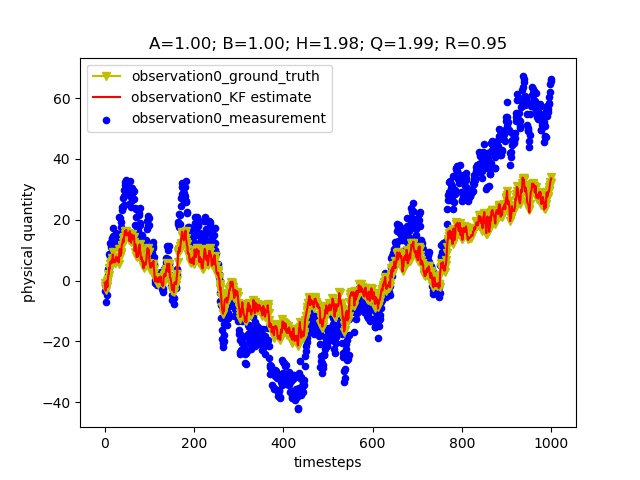 A=1.00; B=1.00; H=1.98; Q=1.99; R=0.95
observation0_ground_truth
observation0_KF estimate
observation0_measurement
physical quantity
60
40
20
0
−20
−40
0 200 400 600 800 1000
timesteps